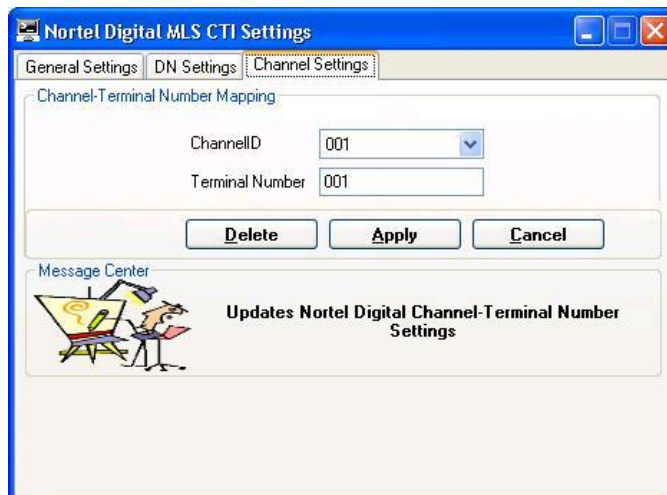 Nortel Digital MLS CTI Settings
General Settings DN Settings Channel Settings
Channel-Terminal Number Mapping
ChannelID 001
Terminal Number 001
Delete Apply Cancel
Message Center
Updates Nortel Digital Channel-Terminal Number
Settings